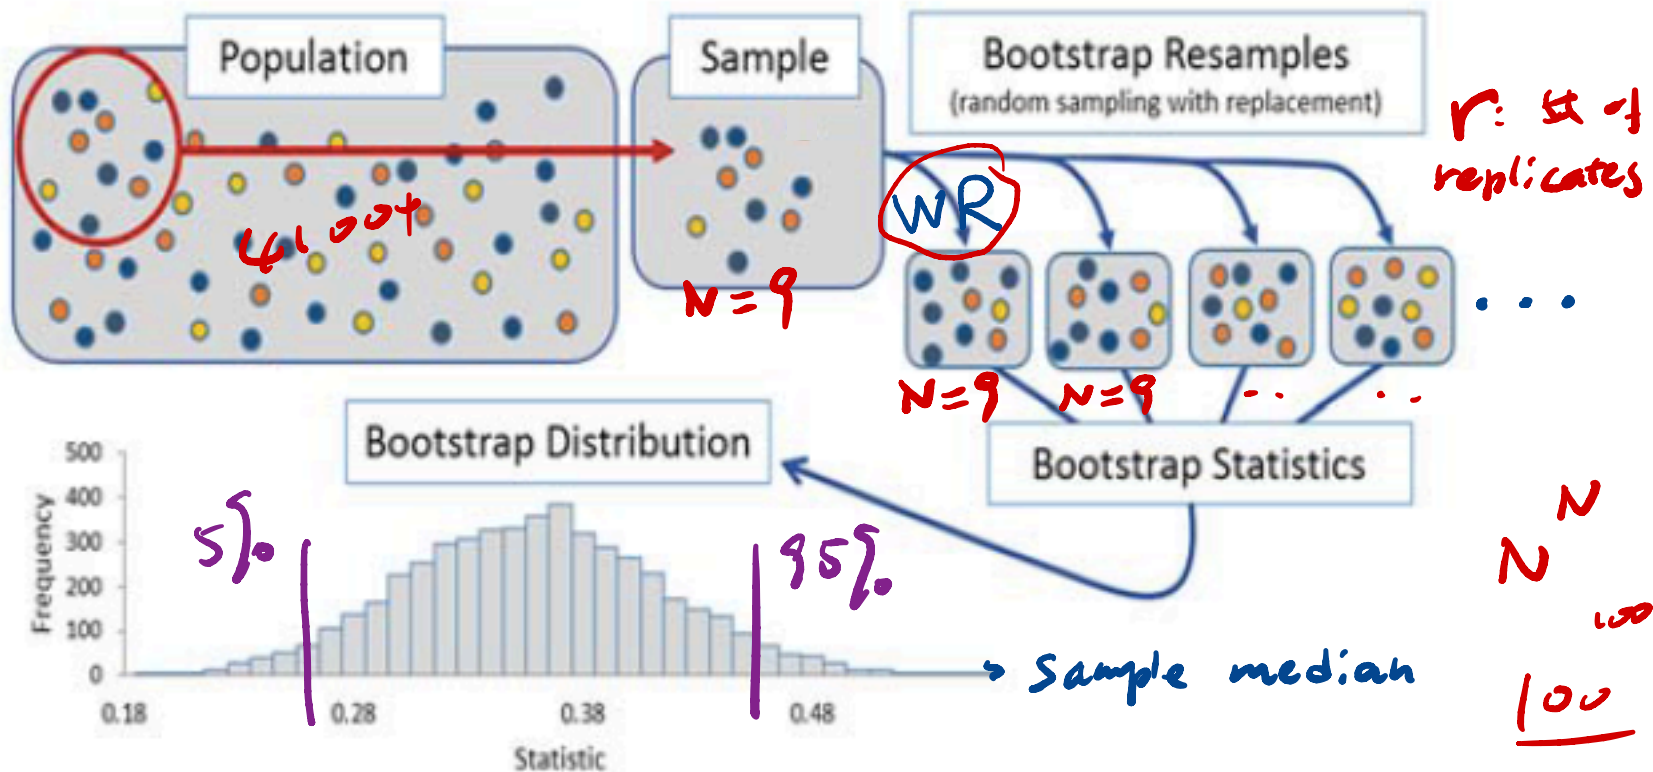 Population
Sample
Bootstrap Resamples
(random sampling with replacement)
r: # of
replicates
WR
N=9
N=9
N=9
..
..
...
Bootstrap Distribution
Bootstrap Statistics
500
400
300
200
100
0
Frequency
5%
95%
0.18
0.28
0.38
0.48
Statistic
→ Sample median
N^N
100^100